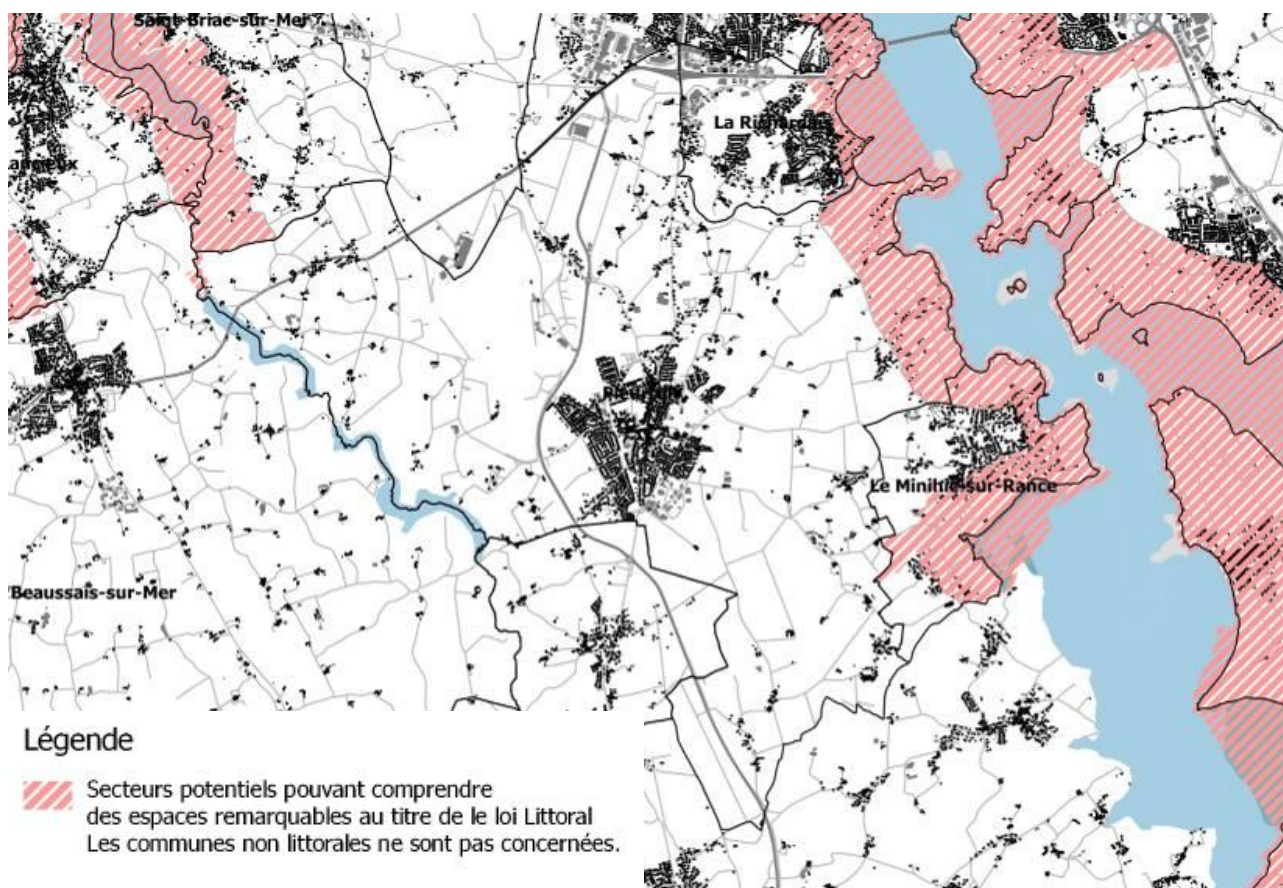 Saint-Briac-sur-Mer
La Richardais
Le Minihic-sur-Rance
Beaussais-sur-Mer
Légende
Secteurs potentiels pouvant comprendre
des espaces remarquables au titre de le loi Littoral
Les communes non littorales ne sont pas concernées.